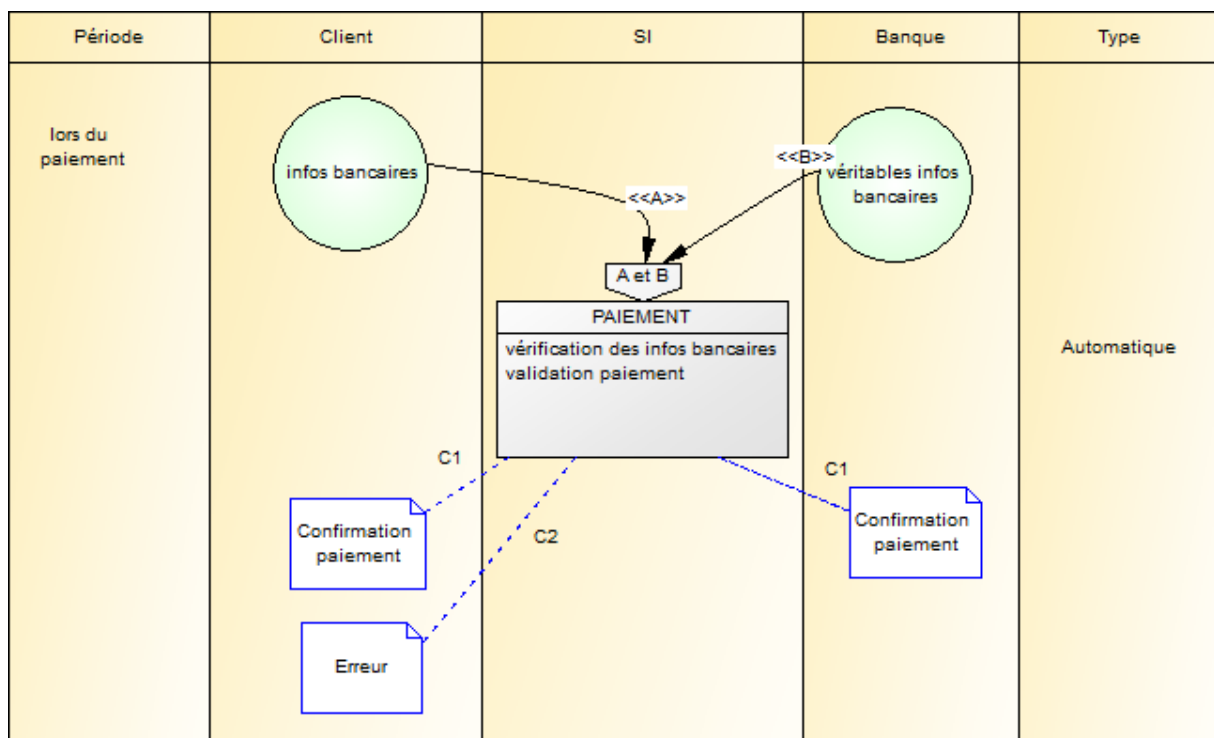 Période
Client
SI
Banque
Type
lors du
paiement
infos bancaires
<<A>>
<<B>>
véritables infos
bancaires
A et B
PAIEMENT
vérification des infos bancaires
validation paiement
Automatique
C1
C1
Confirmation
paiement
C2
Confirmation
paiement
Erreur